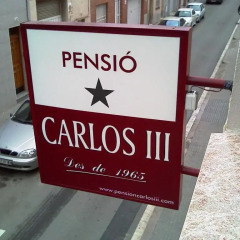 PENSIÓ
CARLOS III
Des de 1965
www.pensioncarlosiii.com